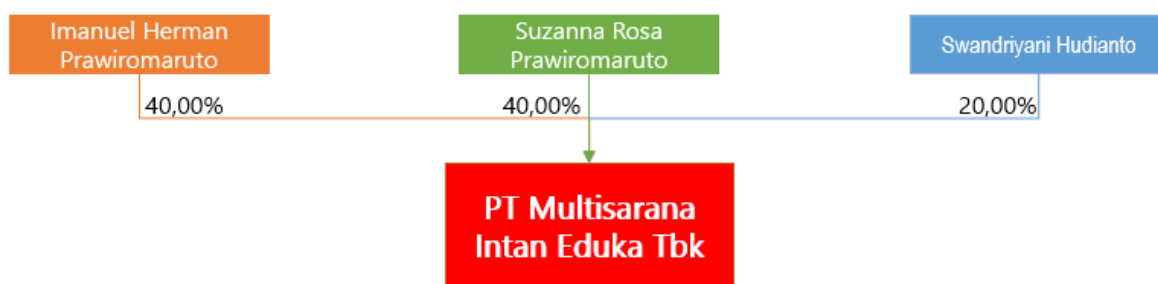 Imanuel Herman
Prawiromaruto
Suzanna Rosa
Prawiromaruto
Swandriyani Hudianto
40,00%
40,00%
20,00%
PT Multisarana
Intan Eduka Tbk